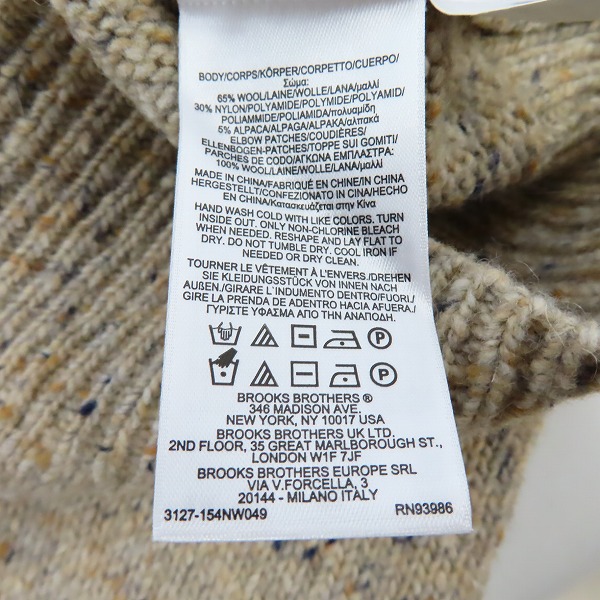 BODY/CORPS/KÖRPER/CORPETTO/CUERPO/
Σώμα:
65% WOOL/LAINE/WOLLE/LANA/μαλλί
30% NYLON/POLYAMIDE/POLYMIDE/POLYAMID/
POLIAMMIDE/POLIAMIDA/πολυαμίδη
5% ALPACA/ALPAGA/ALPAKA/αλπακά
ELBOW PATCHES/COUDIÈRES/
ELLENBOGEN-PATCHES/TOPPE SUI GOMITI/
PARCHES DE CODO/ΑΓΚΩΝΑ ΕΜΠΛΑΣΤΡΑ:
100% WOOL/LAINE/WOLLE/LANA/μαλλί
MADE IN CHINA/FABRIQUÉ EN CHINE/IN CHINA
HERGESTELLT/CONFEZIONATO IN CINA/HECHO
EN CHINA/Κατασκευάζεται στην Κίνα
HAND WASH COLD WITH LIKE COLORS. TURN
INSIDE OUT. ONLY NON-CHLORINE BLEACH
WHEN NEEDED. RESHAPE AND LAY FLAT TO
DRY. DO NOT TUMBLE DRY. COOL IRON IF
NEEDED OR DRY CLEAN.
TOURNER LE VÊTEMENT À L'ENVERS./DREHEN
SIE KLEIDUNGSSTÜCK VON INNEN NACH
AUßEN./GIRARE L`INDUMENTO DENTRO/FUORI./
GIRE LA PRENDA DE ADENTRO HACIA AFUERA./
ΓΥΡΙΣΤΕ ΥΦΑΣΜΑ ΑΠΟ ΤΗΝ ΑΝΑΠΟΔΗ.
P
P
BROOKS BROTHERS ®
346 MADISON AVE.
NEW YORK, NY 10017 USA
BROOKS BROTHERS UK LTD.
2ND FLOOR, 35 GREAT MARLBOROUGH ST.,
LONDON W1F 7JF
BROOKS BROTHERS EUROPE SRL
VIA V.FORCELLA, 3
20144 - MILANO ITALY
3127-154NW049 RN93986